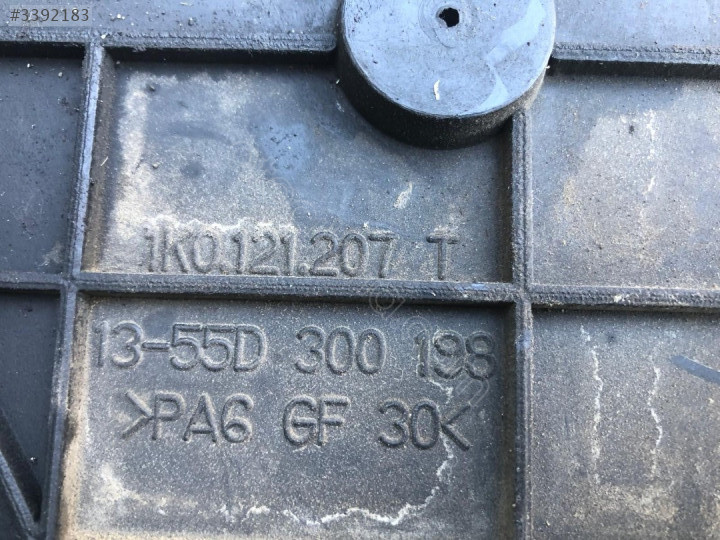 #3392183
1K0.121.207 T
13-55D 300 198
>PA6 GF 30<